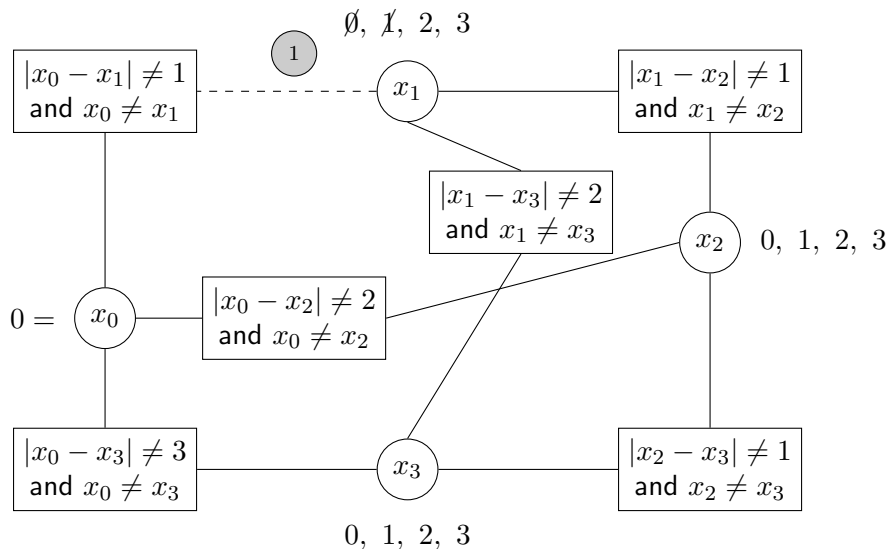 0̸, 1̸, 2, 3
1
|x₀ − x₁| ≠ 1
and x₀ ≠ x₁
x₁
|x₁ − x₂| ≠ 1
and x₁ ≠ x₂
|x₁ − x₃| ≠ 2
and x₁ ≠ x₃
x₂
0, 1, 2, 3
0 =
x₀
|x₀ − x₂| ≠ 2
and x₀ ≠ x₂
|x₀ − x₃| ≠ 3
and x₀ ≠ x₃
x₃
|x₂ − x₃| ≠ 1
and x₂ ≠ x₃
0, 1, 2, 3